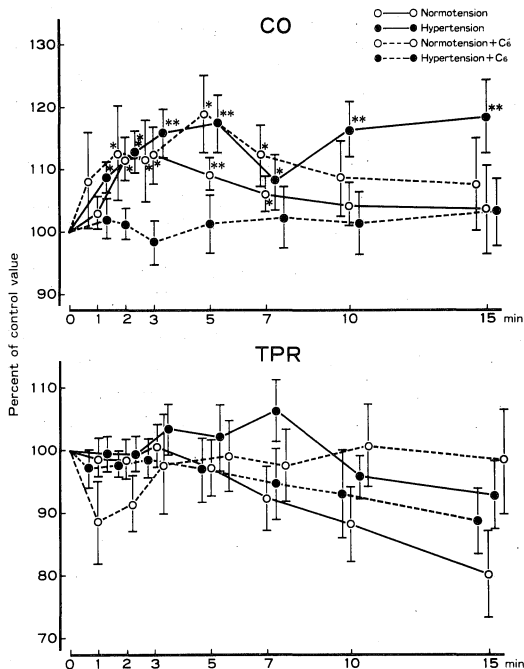 CO
Normotension
Hypertension
Normotension+C6
Hypertension+C6
130
120
110
100
90
* * * * * ** * * ** * ** * * * ** **
0 1 2 3 5 7 10 15 min
Percent of control value
TPR
110
100
90
80
70
0 1 2 3 5 7 10 15 min